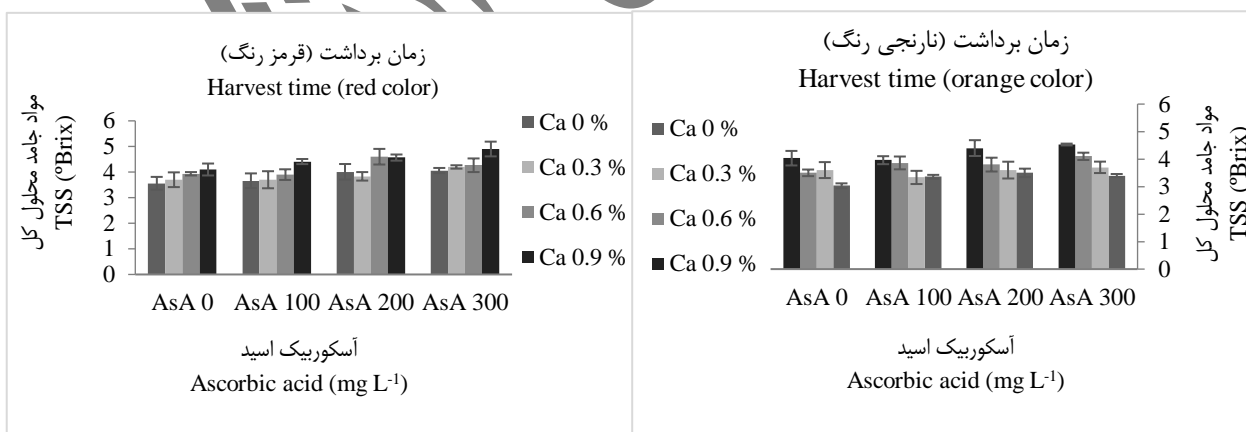 زمان برداشت (قرمز رنگ)
Harvest time (red color)
مواد جامد محلول کل
TSS (ºBrix)
6
5
4
3
2
1
0
AsA 0 AsA 100 AsA 200 AsA 300
Ca 0 %
Ca 0.3 %
Ca 0.6 %
Ca 0.9 %
آسکوربیک اسید
Ascorbic acid (mg L-1)
زمان برداشت (نارنجی رنگ)
Harvest time (orange color)
Ca 0 %
Ca 0.3 %
Ca 0.6 %
Ca 0.9 %
6
5
4
3
2
1
0
مواد جامد محلول کل
TSS (ºBrix)
AsA 0 AsA 100 AsA 200 AsA 300
آسکوربیک اسید
Ascorbic acid (mg L-1)